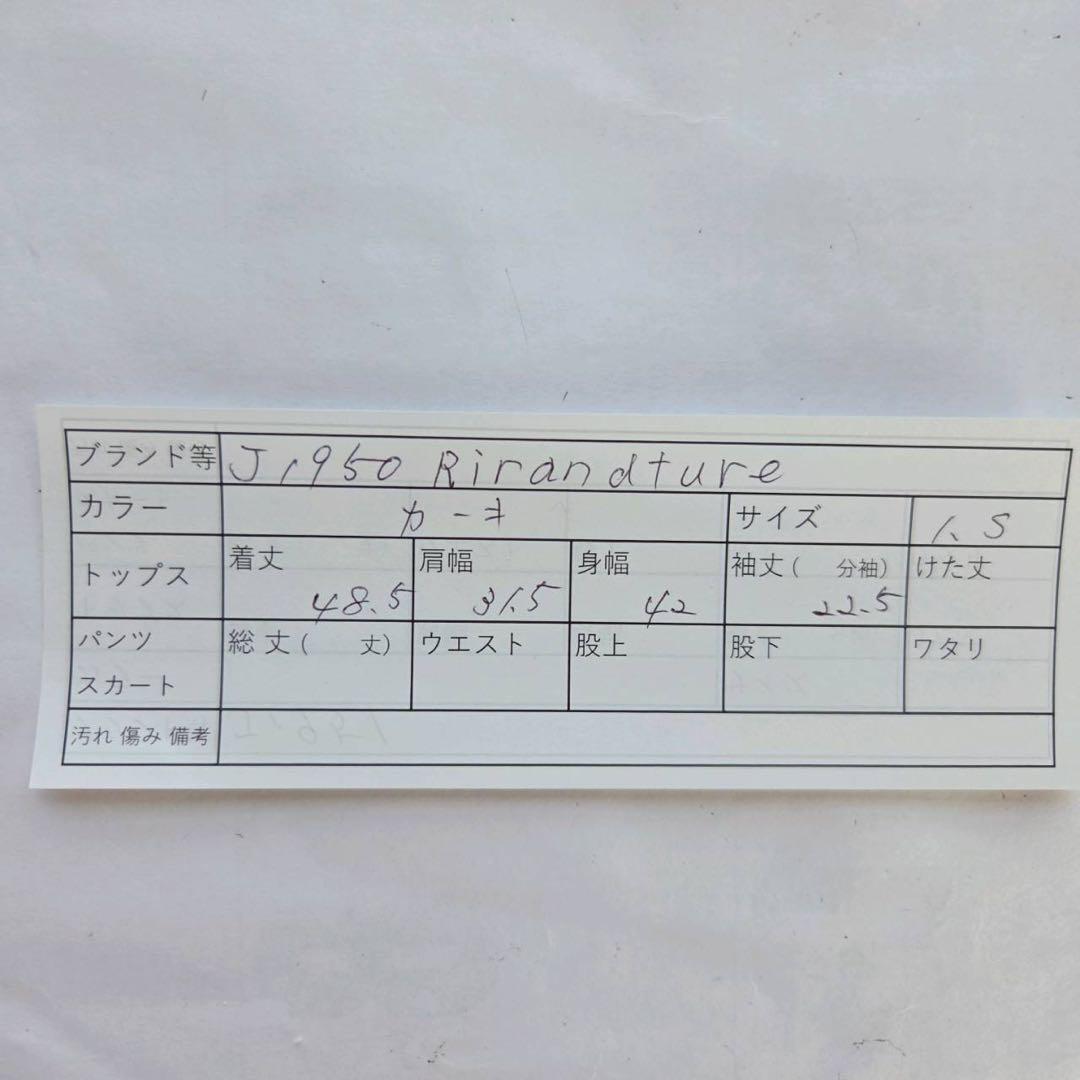 ブランド等 J1950 Rirandture
カラー カーキ サイズ 1、S
トップス 着丈 48.5 肩幅 31.5 身幅 42 袖丈( 分袖) 22.5 けた丈
パンツ スカート 総丈( 丈) ウエスト 股上 股下 ワタリ
汚れ 傷み 備考